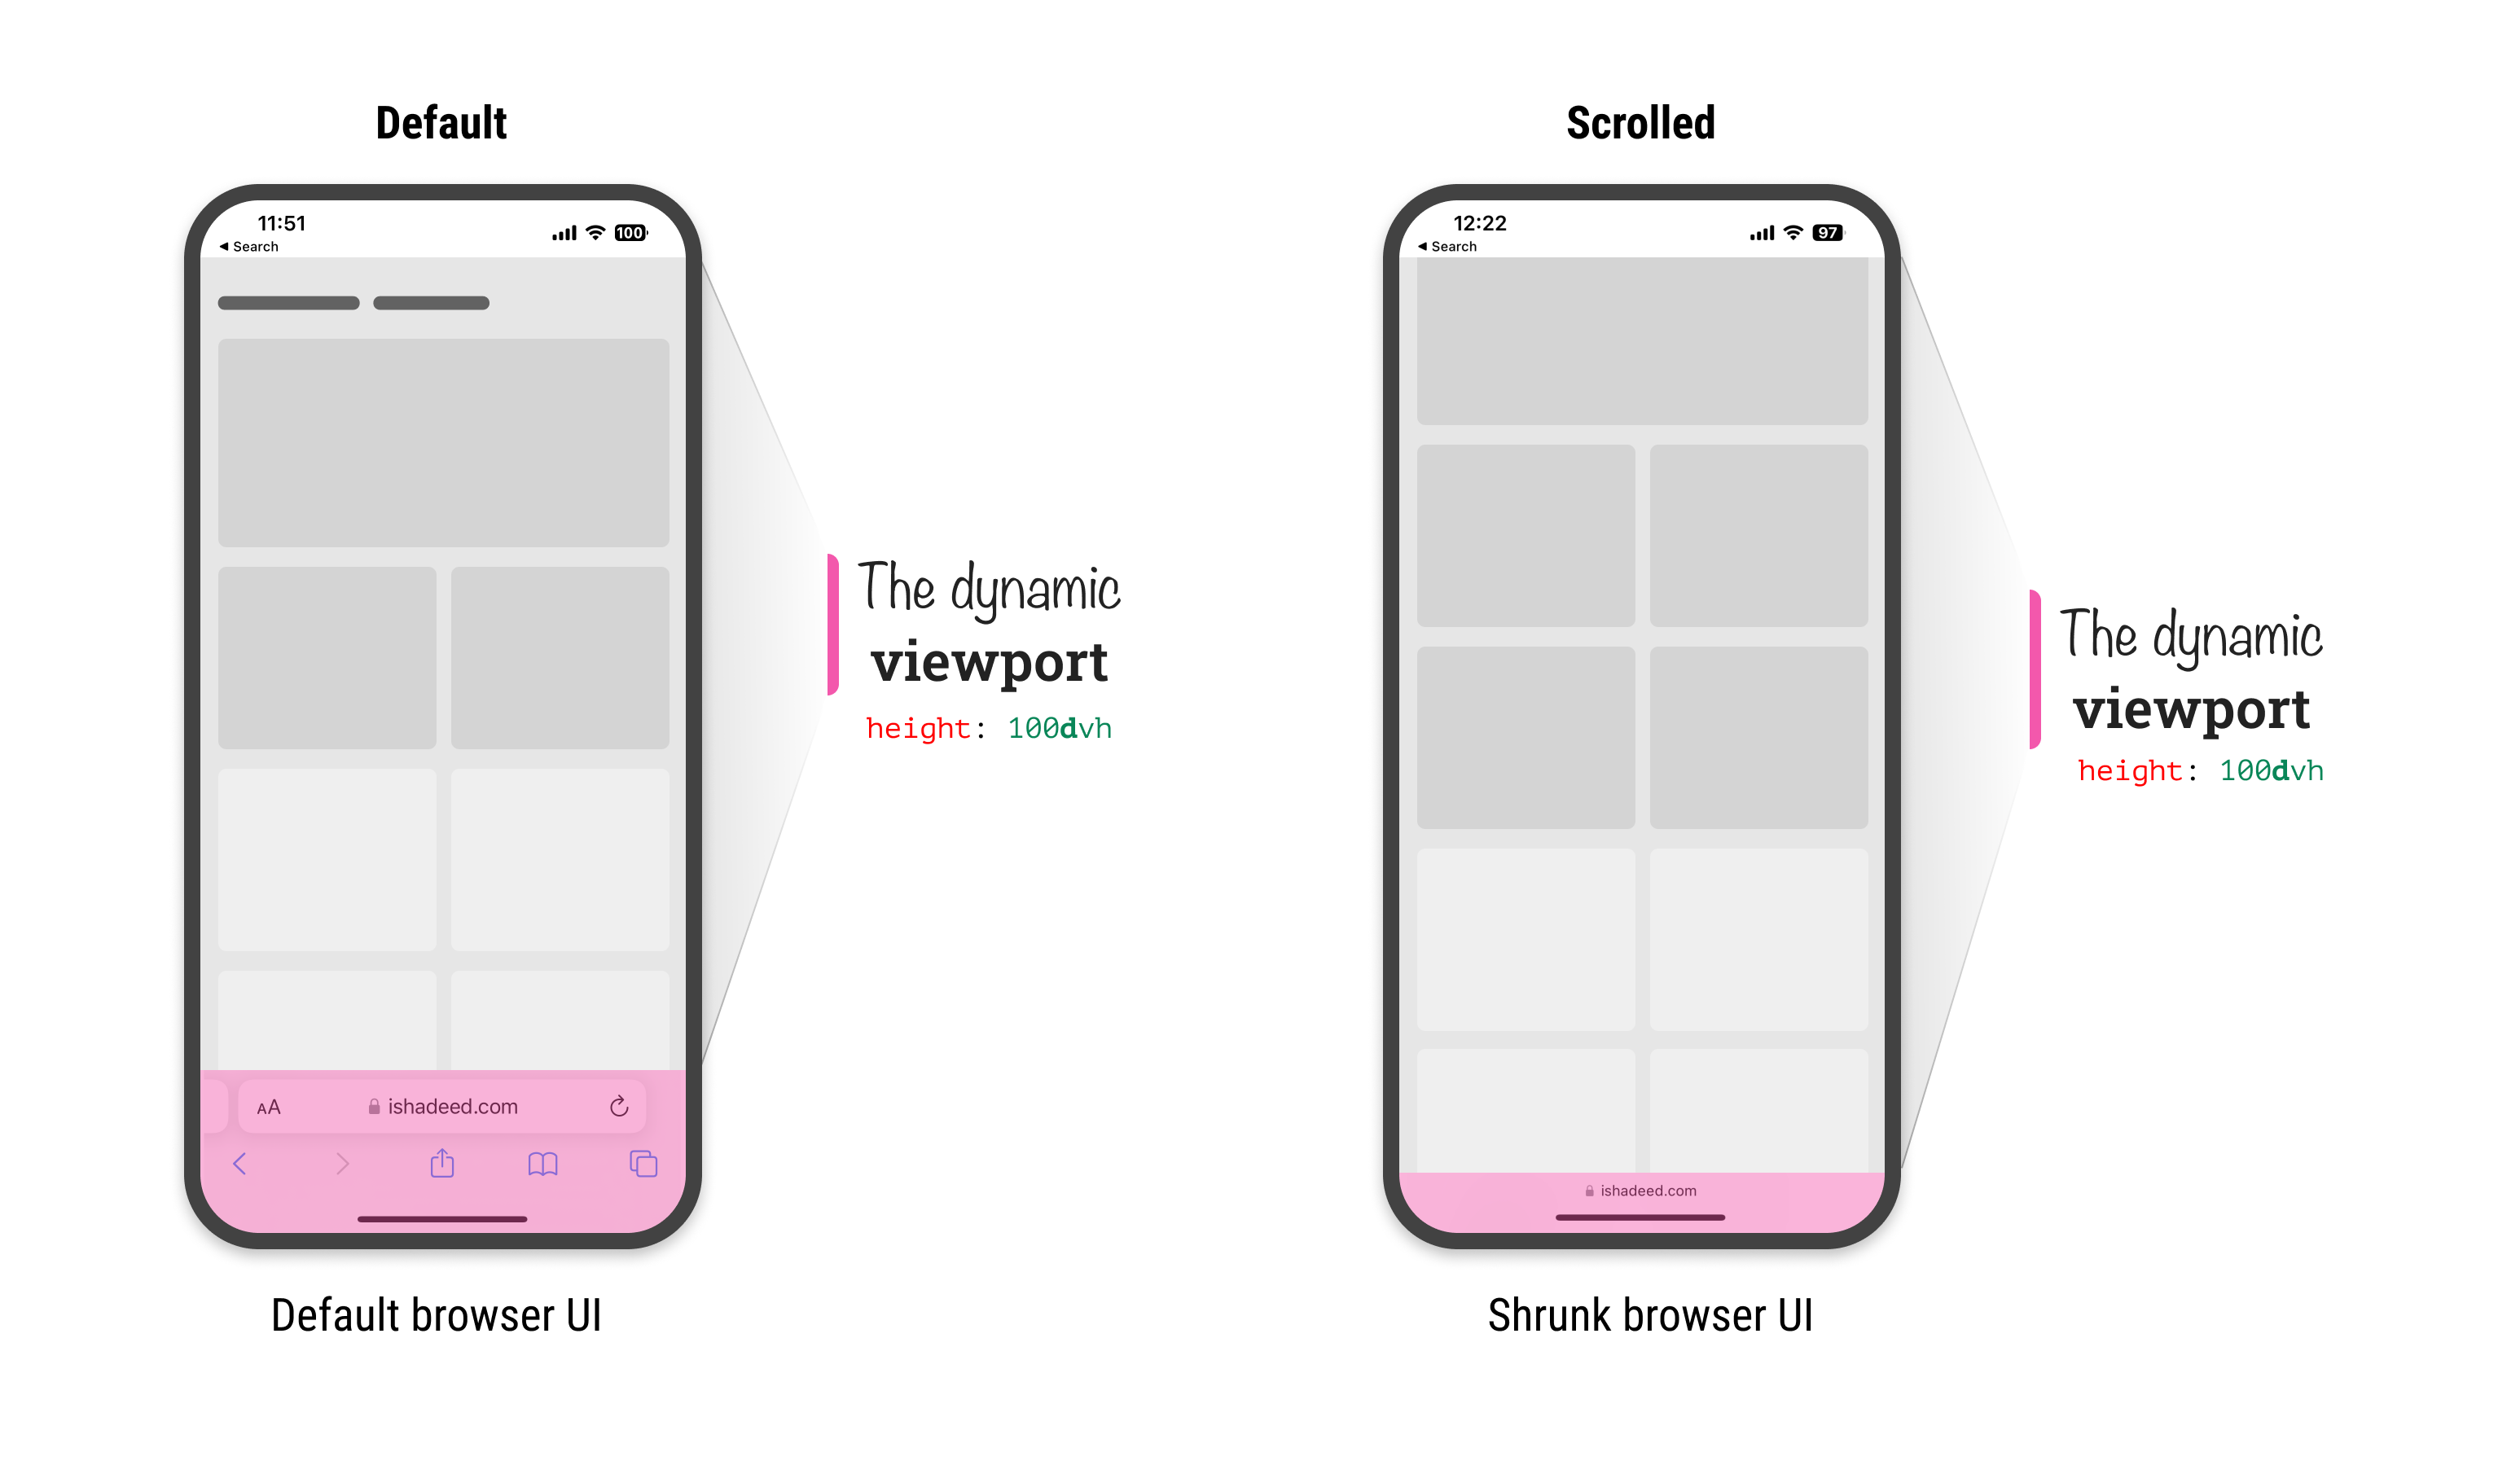 Default
11:51
100
◀ Search
The dynamic
viewport
height: 100dvh
AA
ishadeed.com
Default browser UI
Scrolled
12:22
97
◀ Search
The dynamic
viewport
height: 100dvh
ishadeed.com
Shrunk browser UI